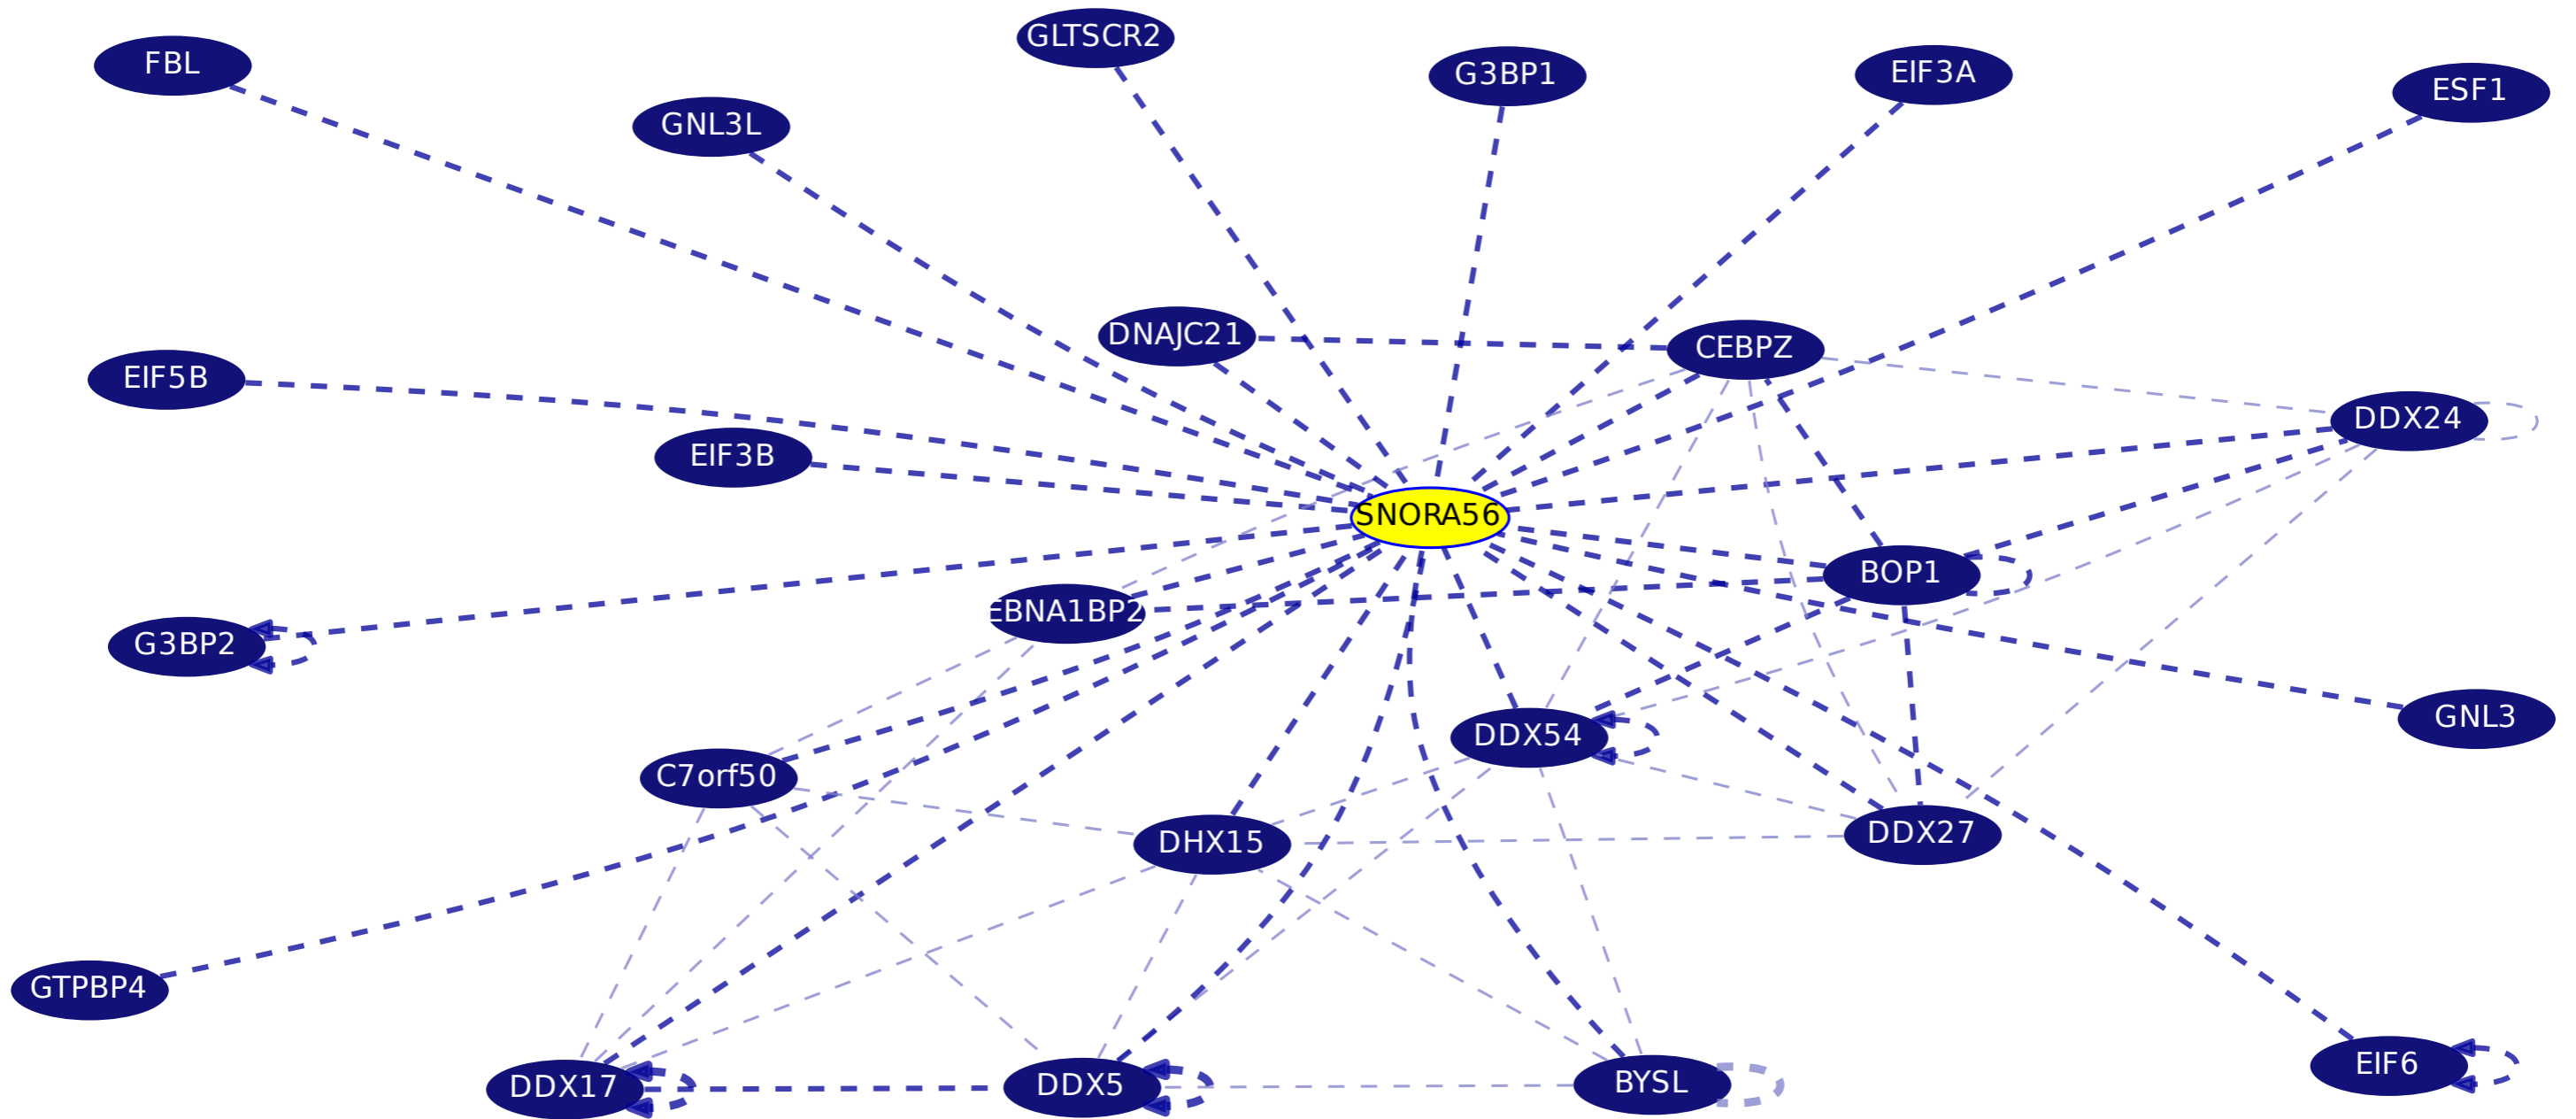 GLTSCR2
FBL
G3BP1
EIF3A
ESF1
GNL3L
DNAJC21
CEBPZ
EIF5B
DDX24
EIF3B
SNORA56
BOP1
EBNA1BP2
G3BP2
GNL3
DDX54
C7orf50
DHX15
DDX27
GTPBP4
EIF6
DDX17
DDX5
BYSL